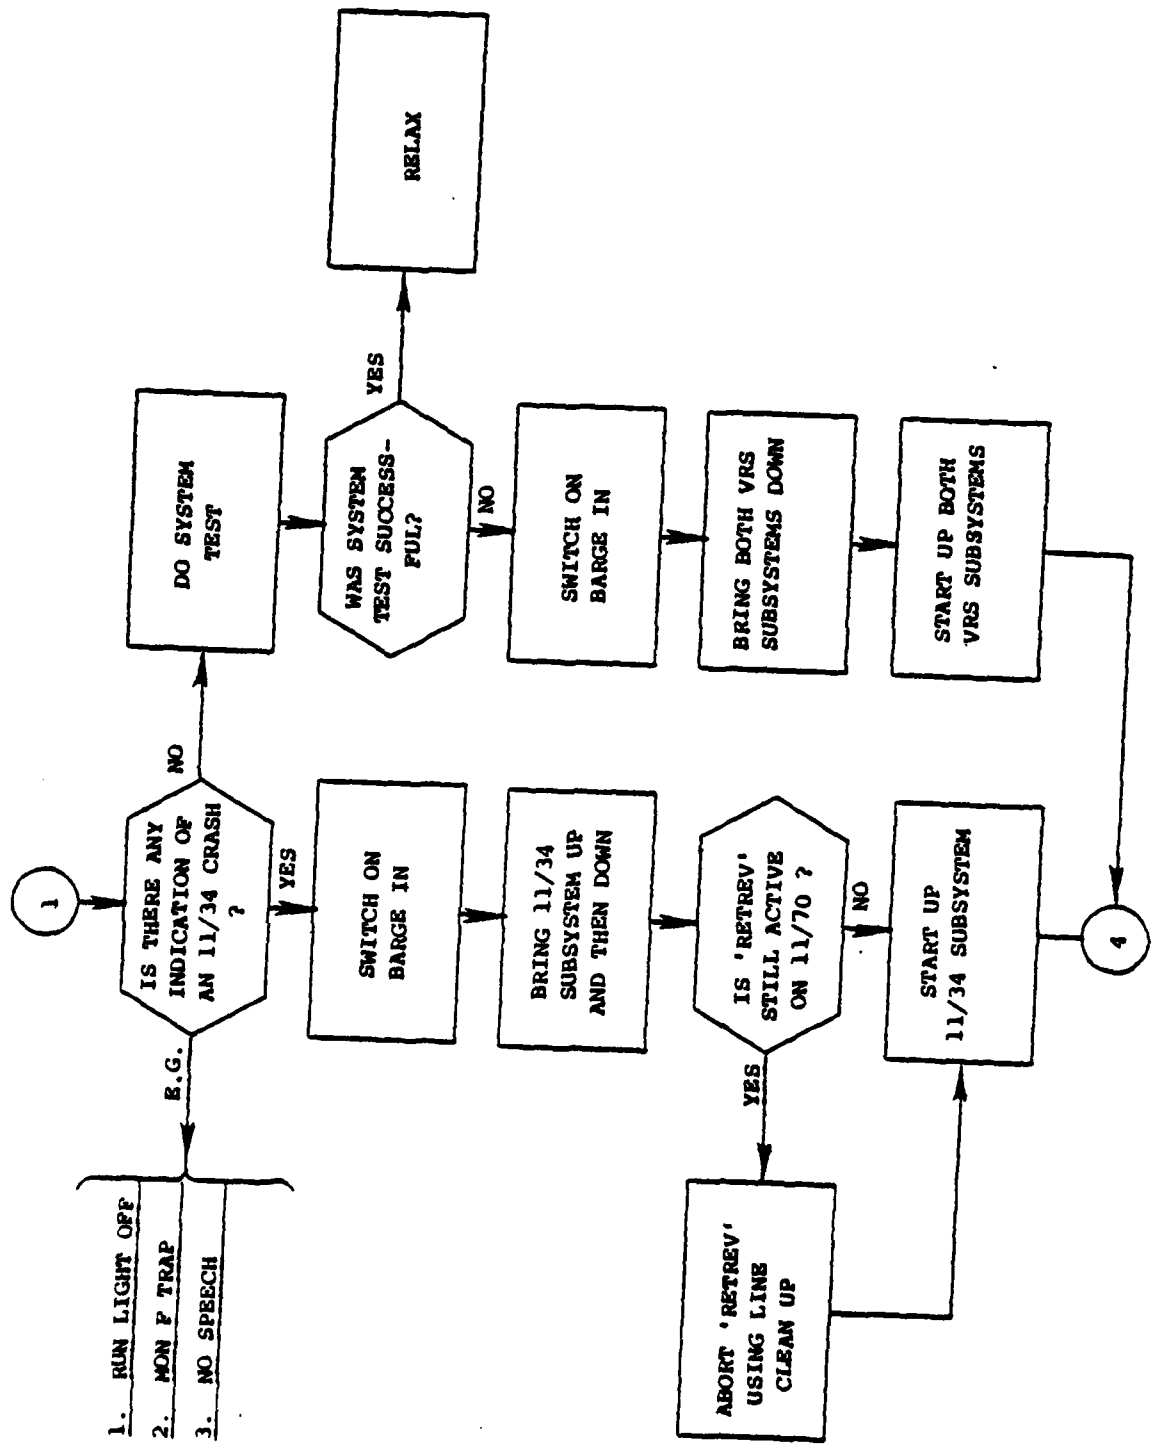 1
IS THERE ANY
INDICATION OF
AN 11/34 CRASH
?
E.G.
1. RUN LIGHT OFF
2. MON F TRAP
3. NO SPEECH
NO
DO SYSTEM
TEST
WAS SYSTEM
TEST SUCCESS-
FUL?
YES
RELAX
NO
SWITCH ON
BARGE IN
BRING BOTH VRS
SUBSYSTEMS DOWN
START UP BOTH
VRS SUBSYSTEMS
YES
SWITCH ON
BARGE IN
BRING 11/34
SUBSYSTEM UP
AND THEN DOWN
IS 'RETREV'
STILL ACTIVE
ON 11/70 ?
YES
ABORT 'RETREV'
USING LINE
CLEAN UP
NO
START UP
11/34 SUBSYSTEM
4